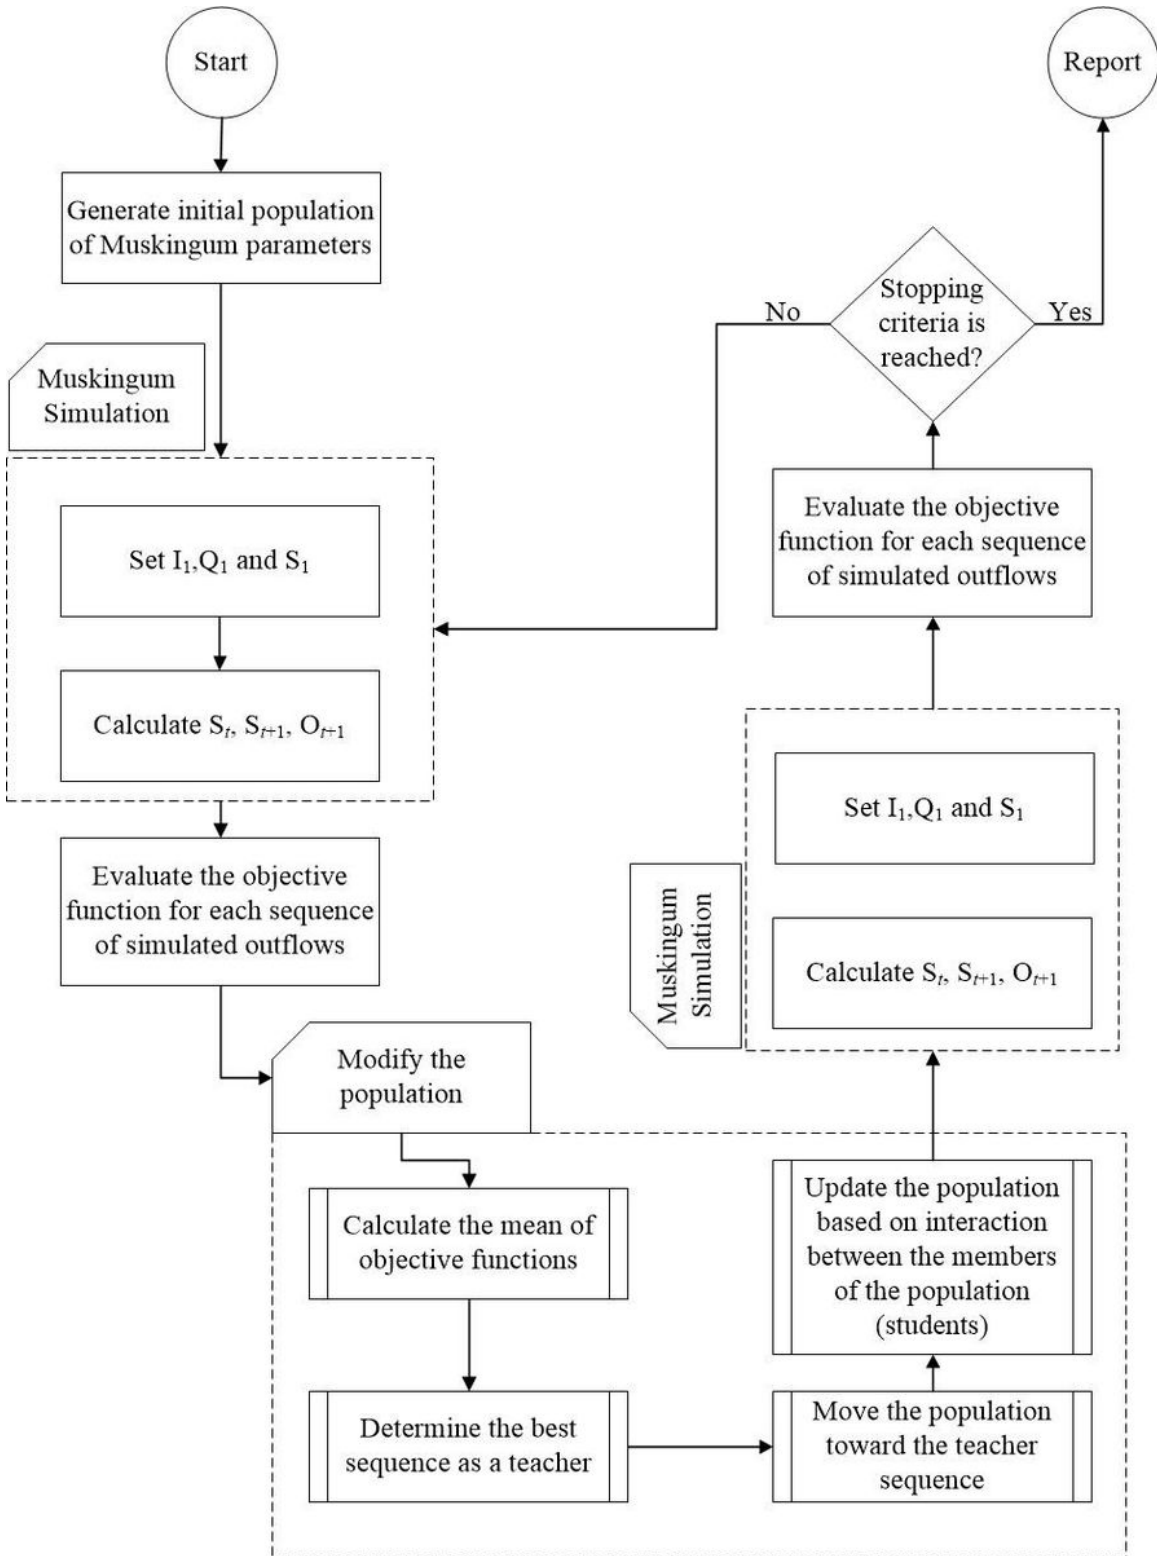 Start
Generate initial population
of Muskingum parameters
Muskingum
Simulation
Set I₁,Q₁ and S₁
Calculate Sₜ, Sₜ₊₁, Oₜ₊₁
Evaluate the objective
function for each sequence
of simulated outflows
Modify the
population
Calculate the mean of
objective functions
Determine the best
sequence as a teacher
Move the population
toward the teacher
sequence
Update the population
based on interaction
between the members
of the population
(students)
Muskingum
Simulation
Set I₁,Q₁ and S₁
Calculate Sₜ, Sₜ₊₁, Oₜ₊₁
Evaluate the objective
function for each sequence
of simulated outflows
Stopping
criteria is
reached?
No
Yes
Report